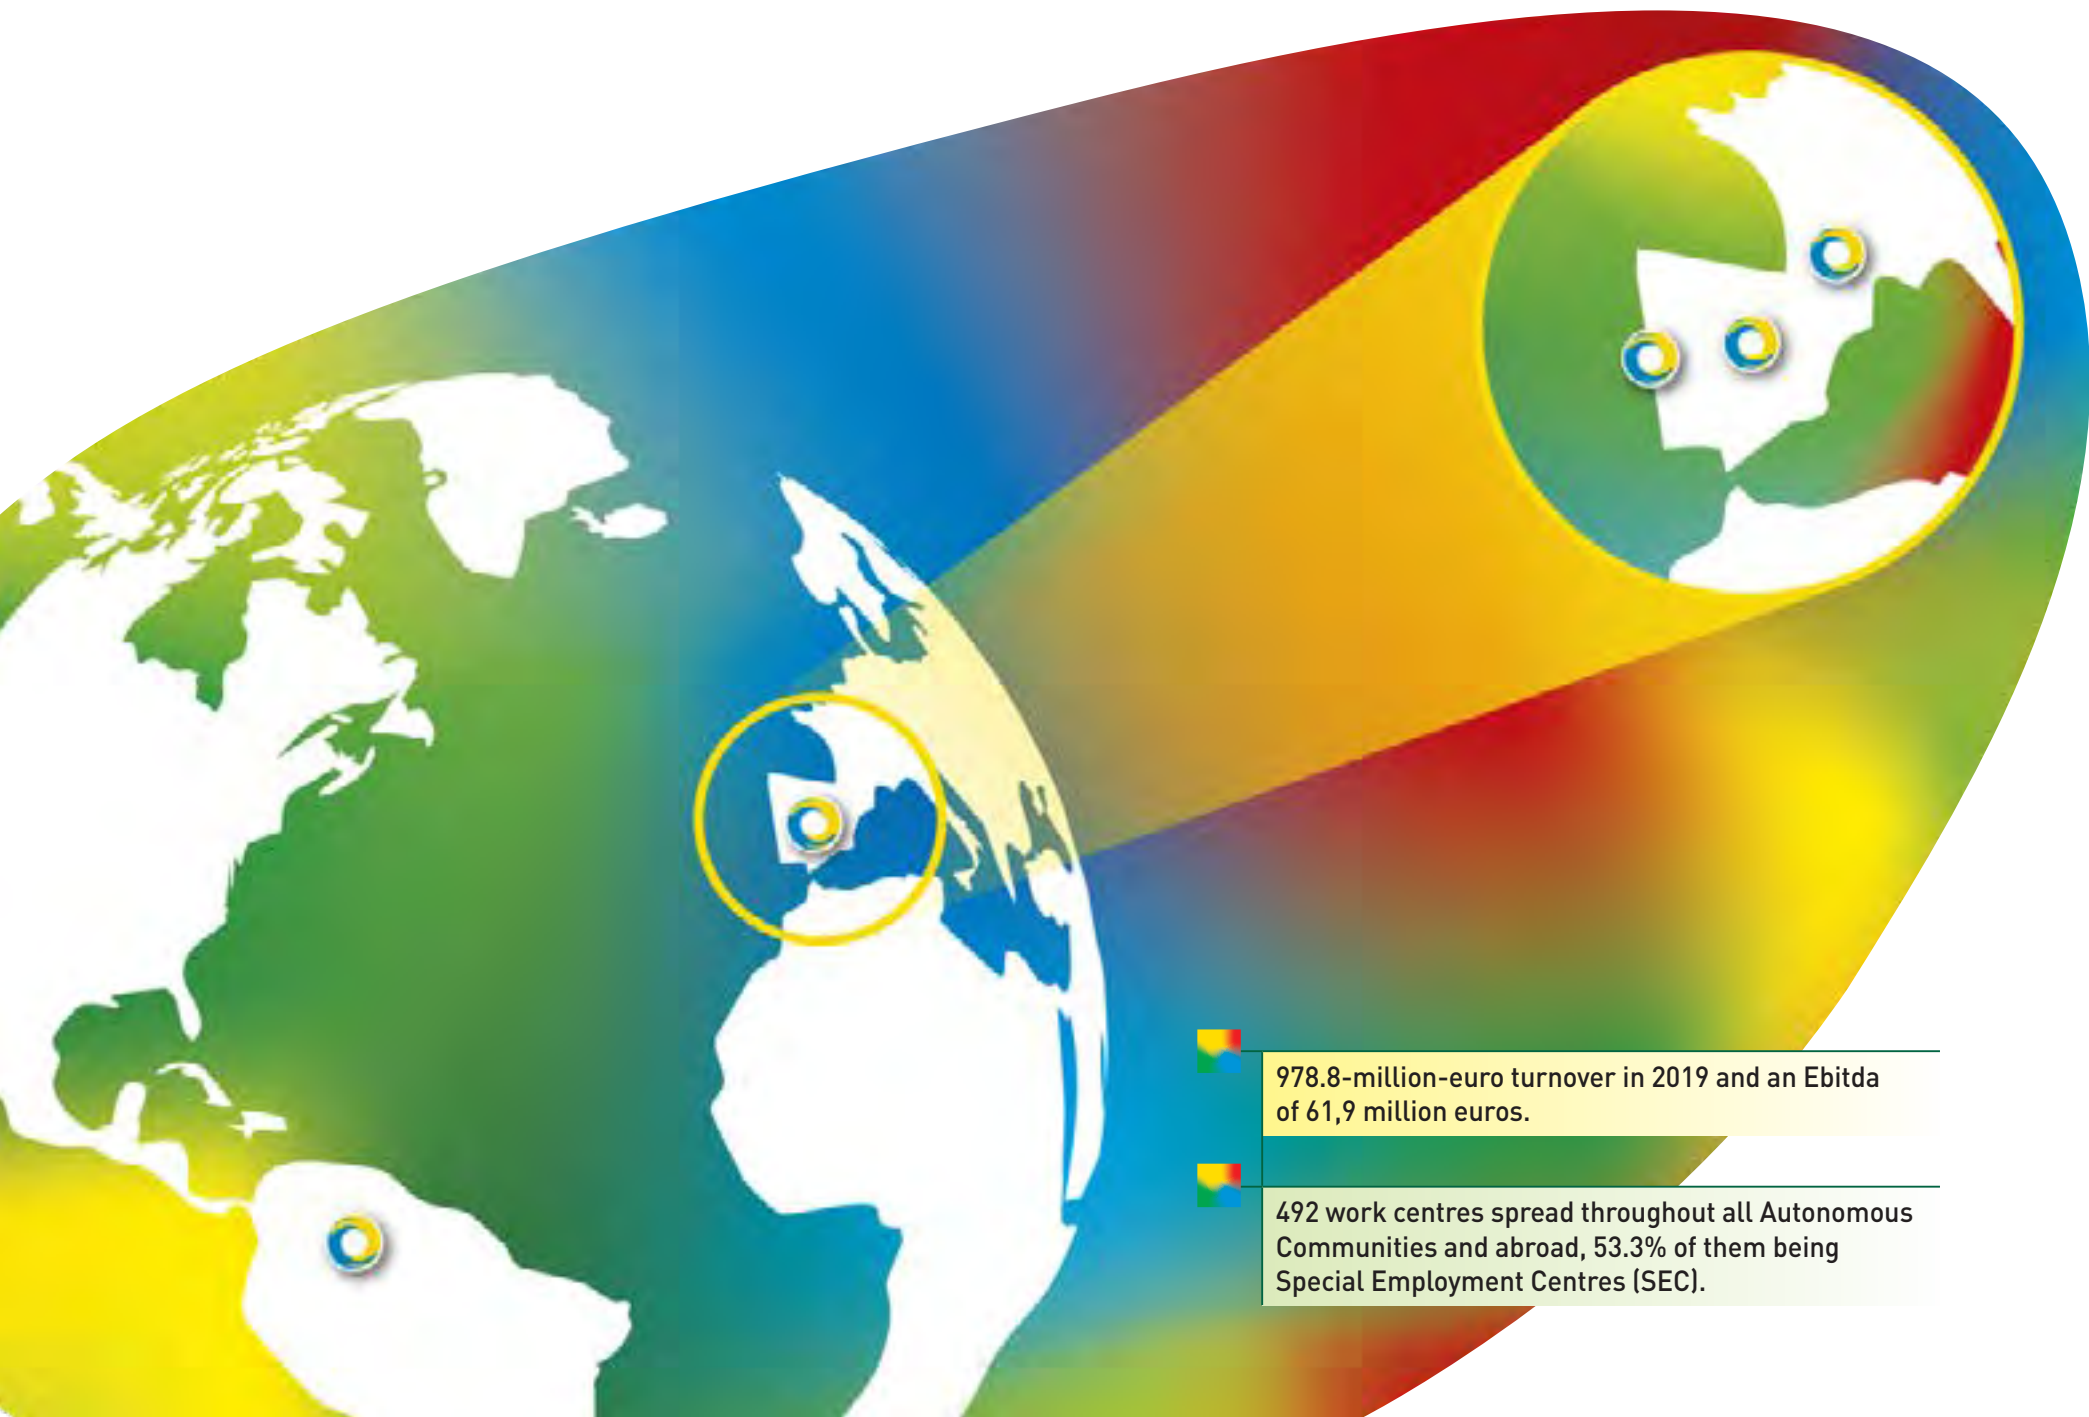 978.8-million-euro turnover in 2019 and an Ebitda
of 61,9 million euros.
492 work centres spread throughout all Autonomous
Communities and abroad, 53.3% of them being
Special Employment Centres (SEC).